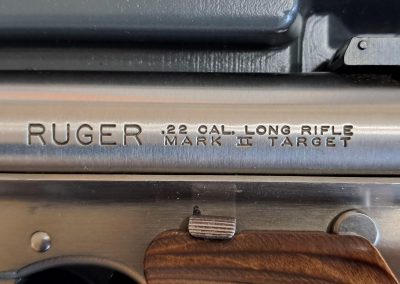 RUGER .22 CAL. LONG RIFLE
MARK II TARGET